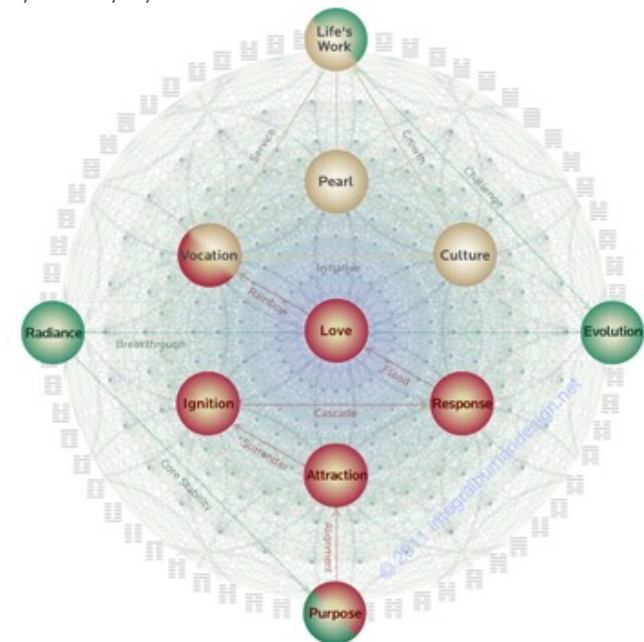 Life's
Work
Service
Growth
Challenge
Pearl
Vocation
Culture
Initiative
Rainbow
Love
Radiance
Evolution
Breakthrough
Flood
Ignition
Response
Cascade
Surrender
Attraction
Core Stability
Alignment
Purpose
© 2011 integralhumandesign.net